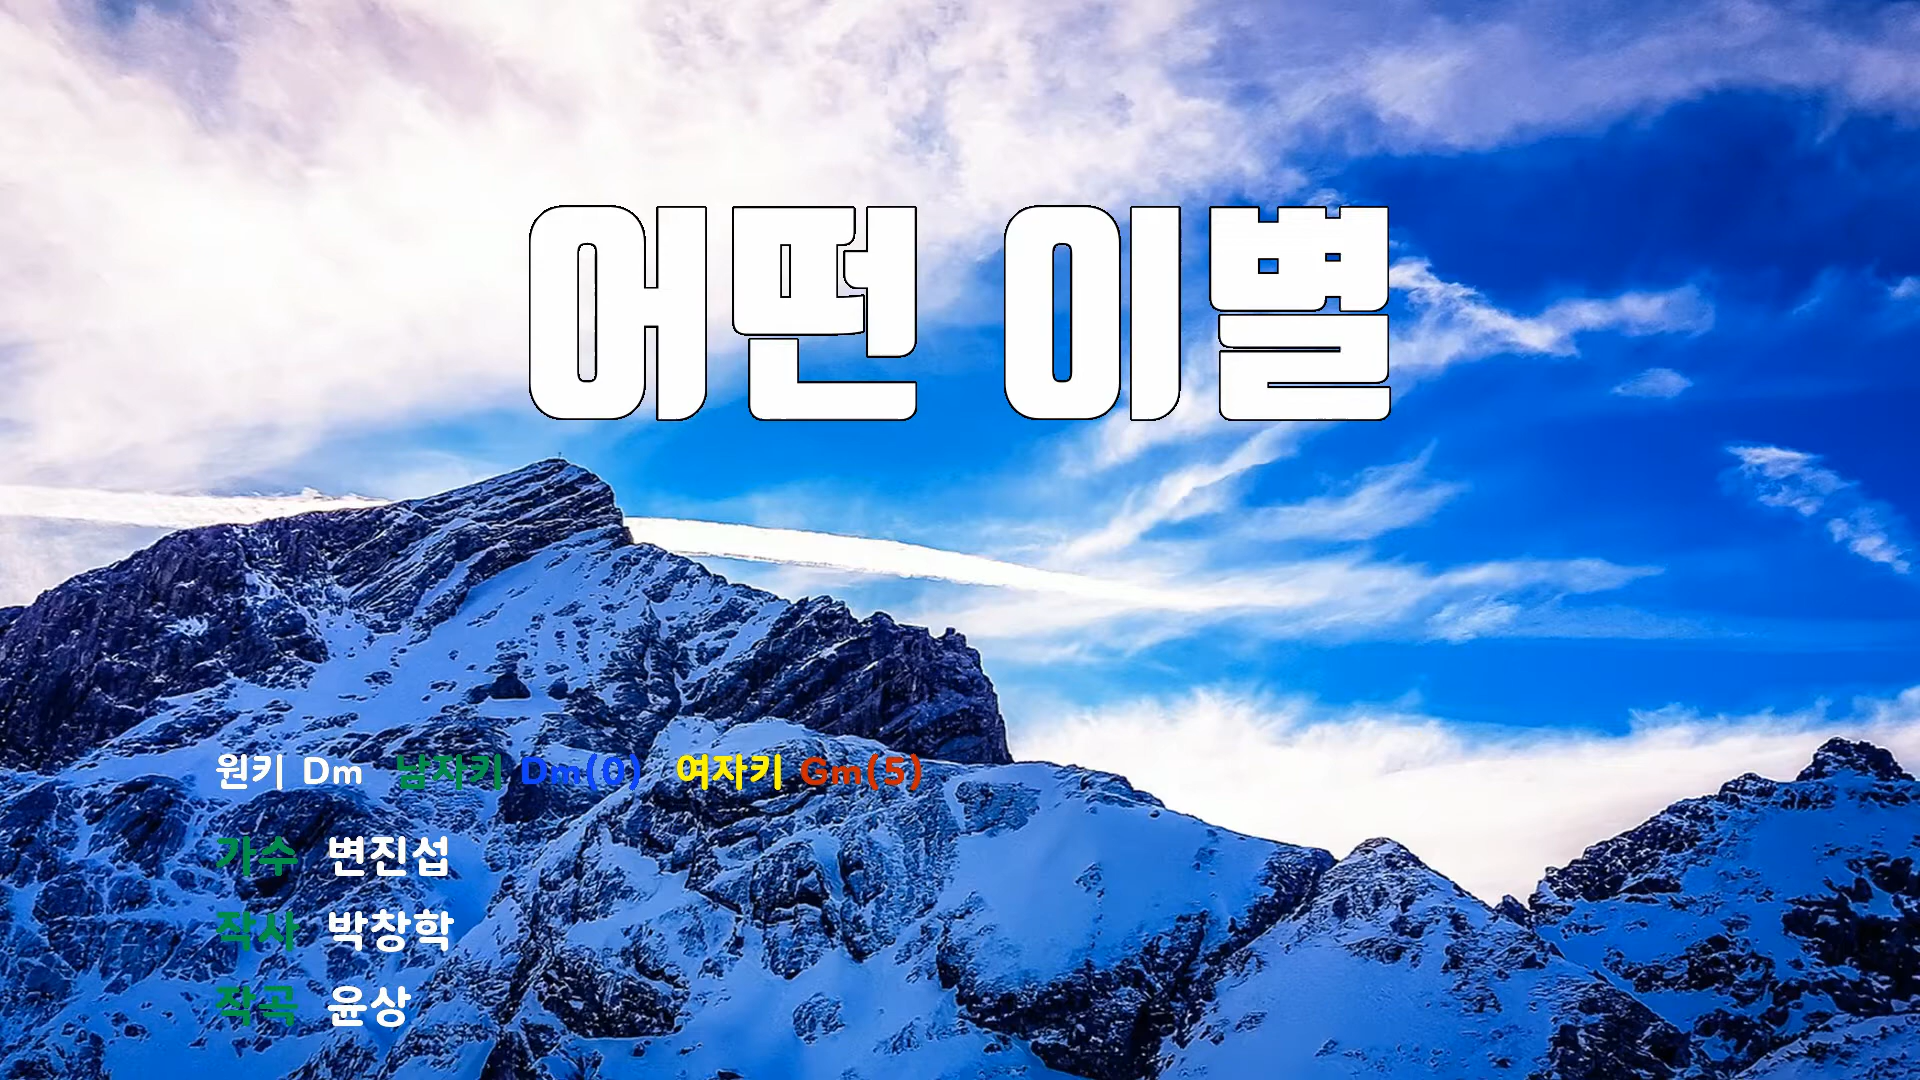 어떤 이별
원키 Dm 남자키 Dm(0) 여자키 Gm(5)
가수 변진섭
작사 박창학
작곡 윤상